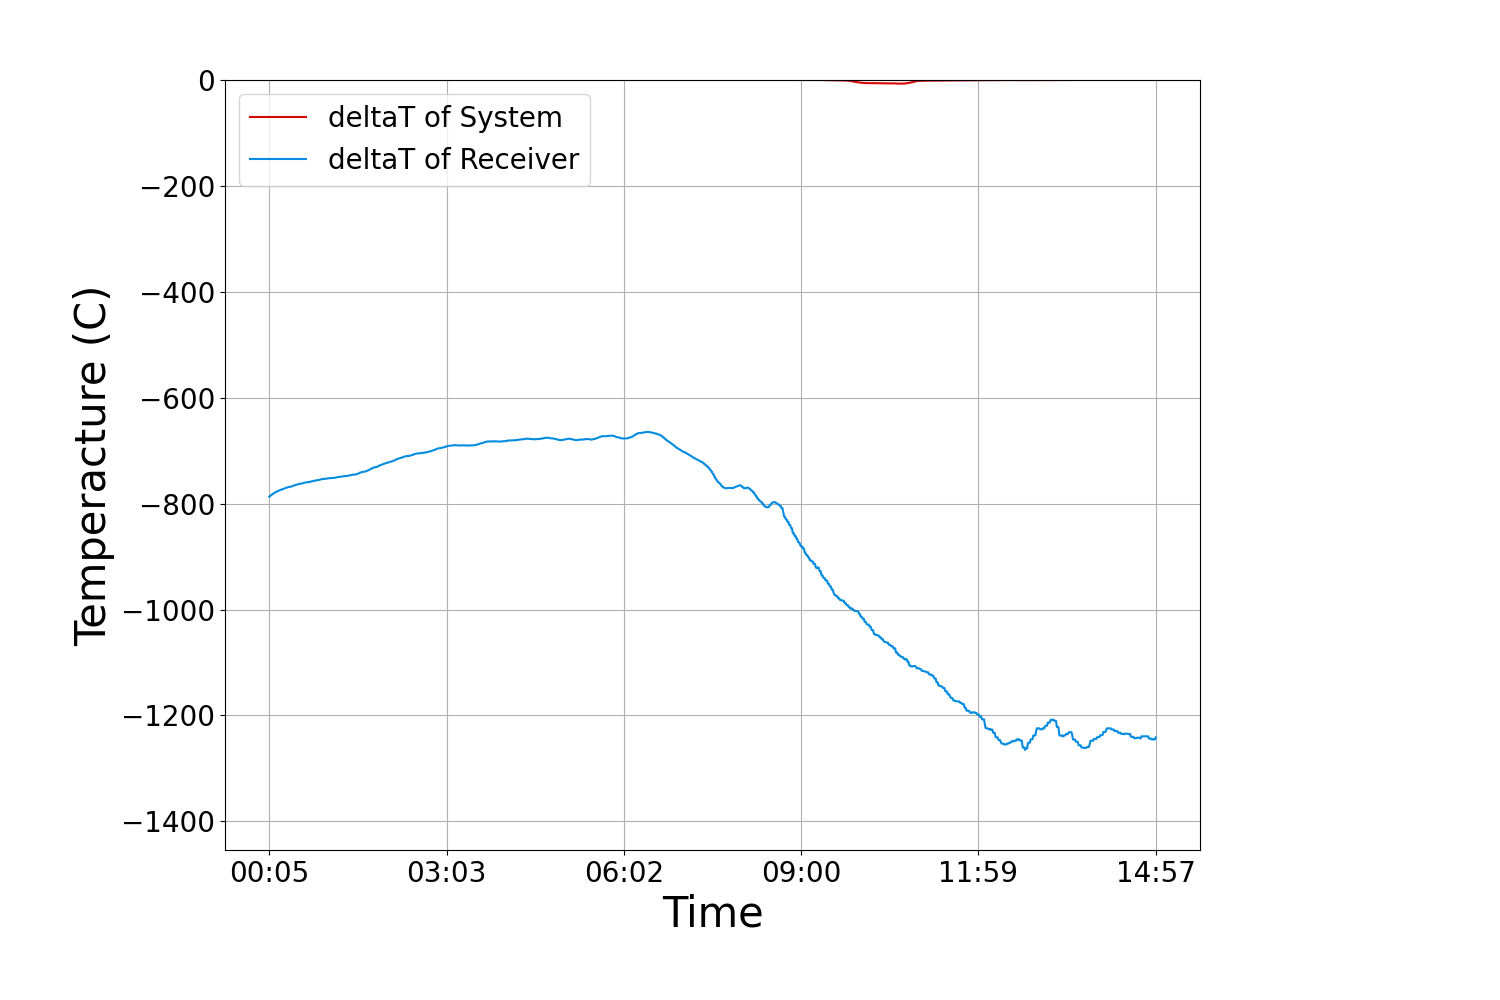 deltaT of System
deltaT of Receiver
Temperacture (C)
0
−200
−400
−600
−800
−1000
−1200
−1400
00:05 03:03 06:02 09:00 11:59 14:57
Time